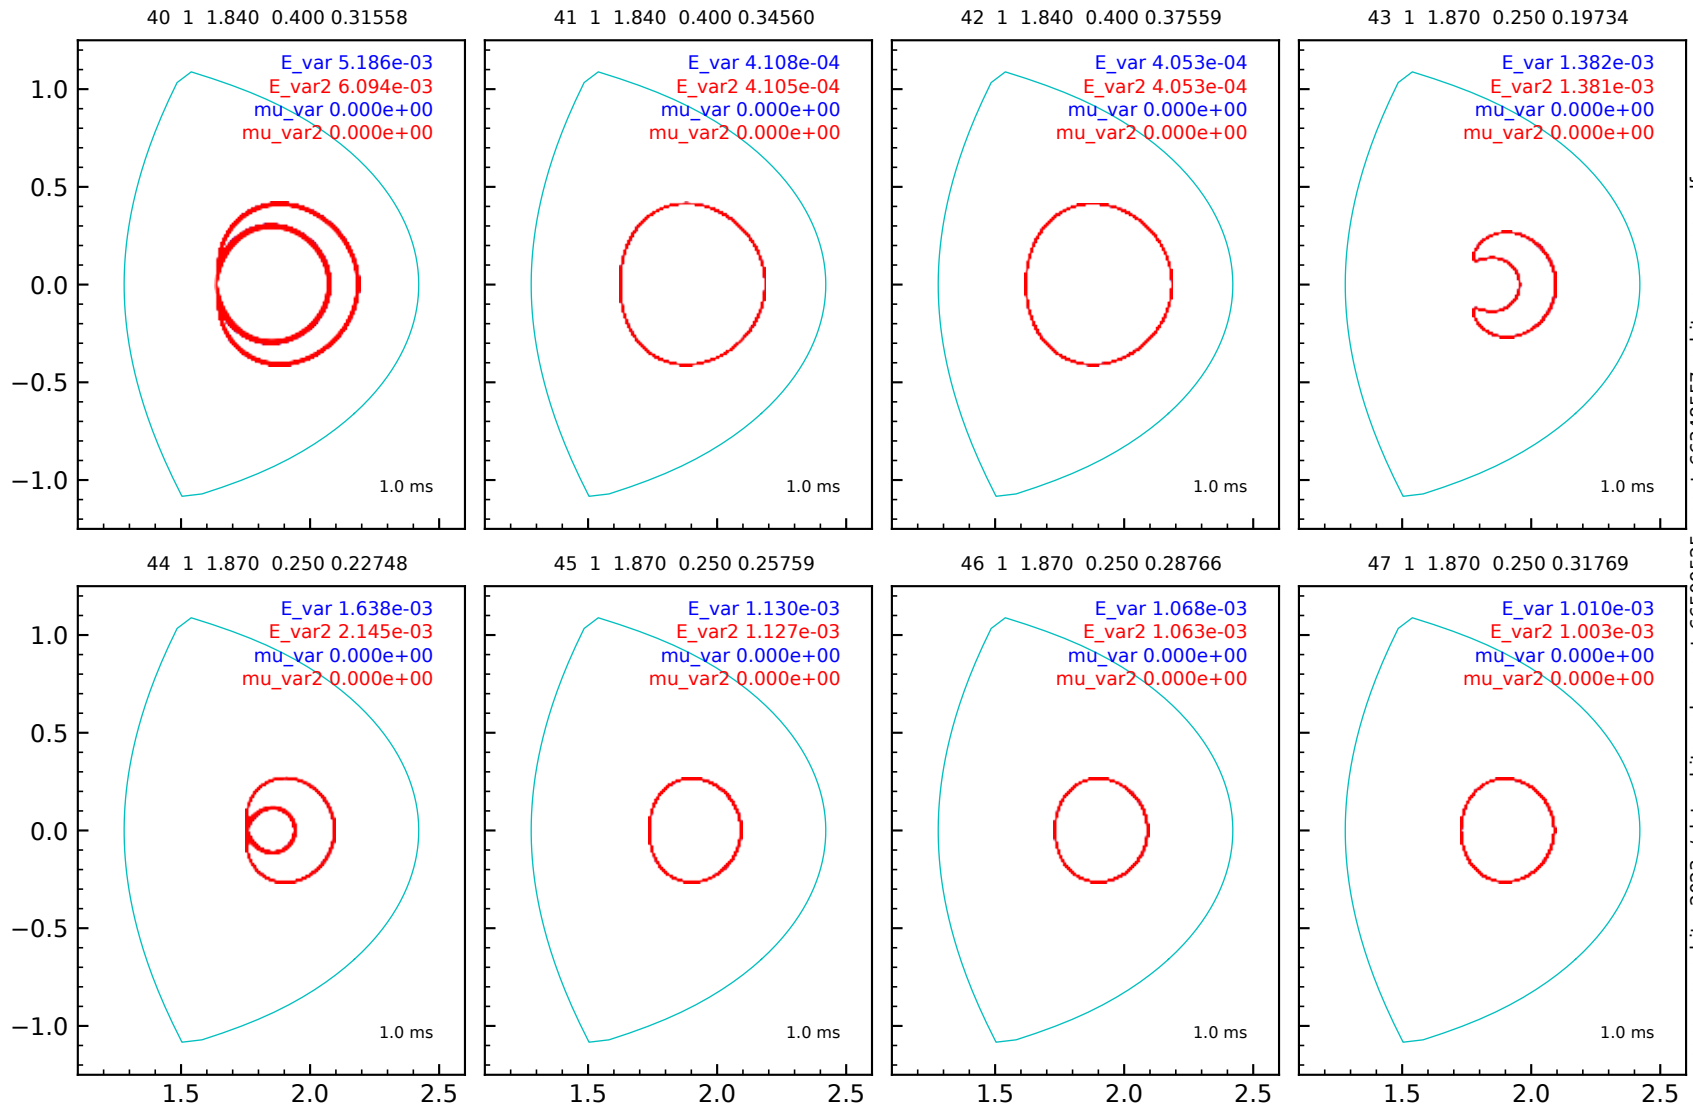 40 1 1.840 0.400 0.31558
41 1 1.840 0.400 0.34560
42 1 1.840 0.400 0.37559
43 1 1.870 0.250 0.19734
E_var 5.186e-03
E_var2 6.094e-03
mu_var 0.000e+00
mu_var2 0.000e+00
1.0 ms
E_var 4.108e-04
E_var2 4.105e-04
mu_var 0.000e+00
mu_var2 0.000e+00
1.0 ms
E_var 4.053e-04
E_var2 4.053e-04
mu_var 0.000e+00
mu_var2 0.000e+00
1.0 ms
E_var 1.382e-03
E_var2 1.381e-03
mu_var 0.000e+00
mu_var2 0.000e+00
1.0 ms
1.0
0.5
0.0
−0.5
−1.0
44 1 1.870 0.250 0.22748
45 1 1.870 0.250 0.25759
46 1 1.870 0.250 0.28766
47 1 1.870 0.250 0.31769
E_var 1.638e-03
E_var2 2.145e-03
mu_var 0.000e+00
mu_var2 0.000e+00
1.0 ms
E_var 1.130e-03
E_var2 1.127e-03
mu_var 0.000e+00
mu_var2 0.000e+00
1.0 ms
E_var 1.068e-03
E_var2 1.063e-03
mu_var 0.000e+00
mu_var2 0.000e+00
1.0 ms
E_var 1.010e-03
E_var2 1.003e-03
mu_var 0.000e+00
mu_var2 0.000e+00
1.0 ms
1.0
0.5
0.0
−0.5
−1.0
1.5 2.0 2.5
1.5 2.0 2.5
1.5 2.0 2.5
1.5 2.0 2.5